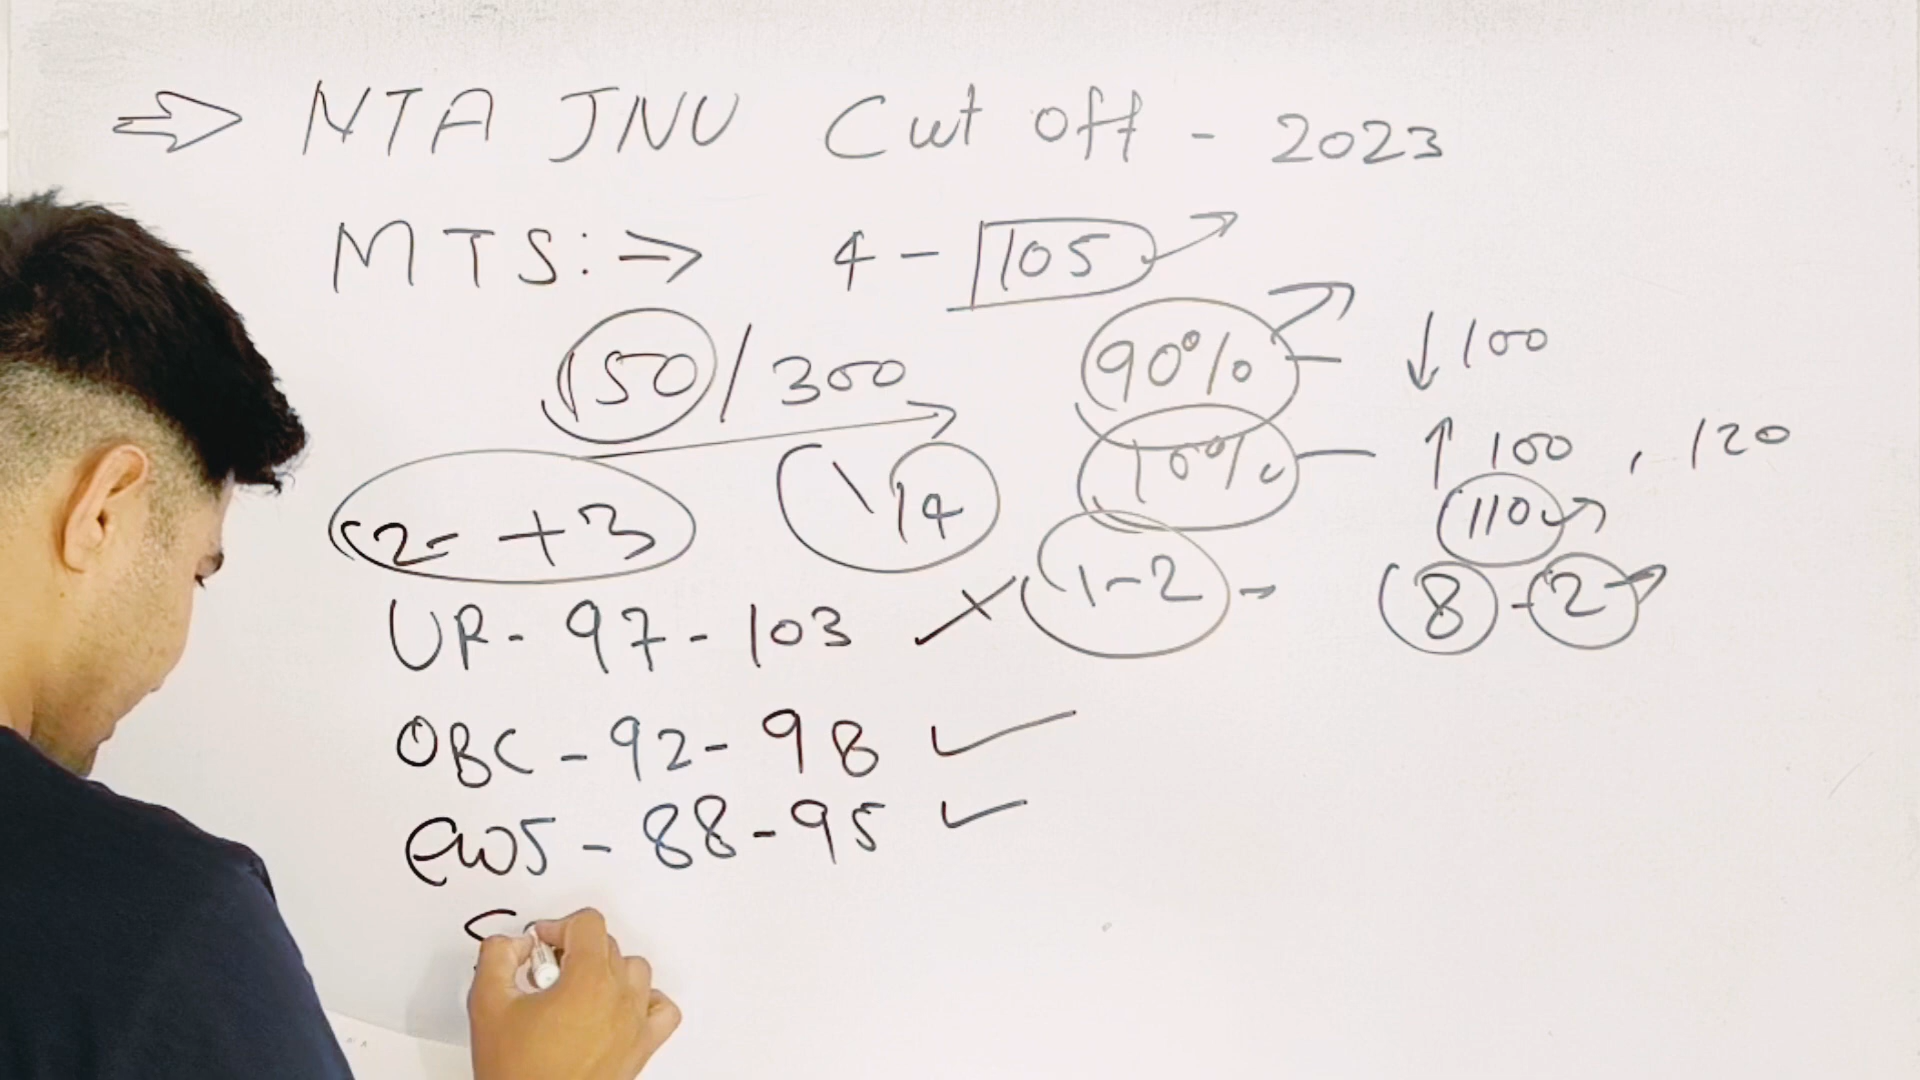 ⇒ NTA JNU Cut off - 2023
MTS:→ 4 - 105
150 / 300 90% - ↓ 100
10% - ↑ 100 , 120
2- + 3 \ 14 110
1-2 - 8 - 2
UR - 97 - 103
OBC - 92 - 98
EWS - 88 - 95
S